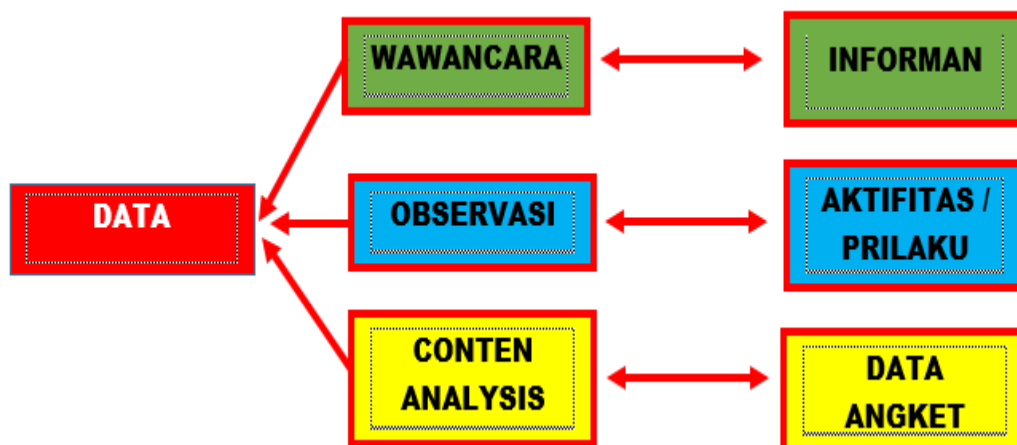 WAWANCARA
INFORMAN
DATA
OBSERVASI
AKTIFITAS /
PRILAKU
CONTEN
ANALYSIS
DATA
ANGKET